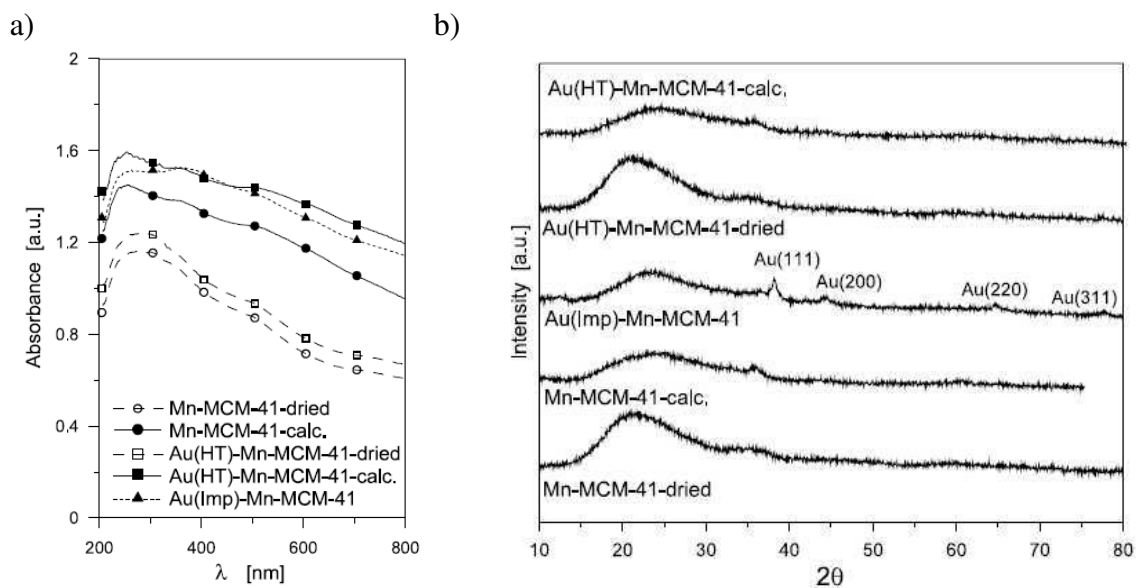 a)
Absorbance [a.u.]
2
1.6
1.2
0.8
0.4
0
Mn-MCM-41-dried
Mn-MCM-41-calc.
Au(HT)-Mn-MCM-41-dried
Au(HT)-Mn-MCM-41-calc.
Au(Imp)-Mn-MCM-41
200 400 600 800
λ [nm]
b)
Intensity [a.u.]
Au(HT)-Mn-MCM-41-calc.
Au(HT)-Mn-MCM-41-dried
Au(111)
Au(200)
Au(220)
Au(311)
Au(Imp)-Mn-MCM-41
Mn-MCM-41-calc.
Mn-MCM-41-dried
10 20 30 40 50 60 70 80
2θ